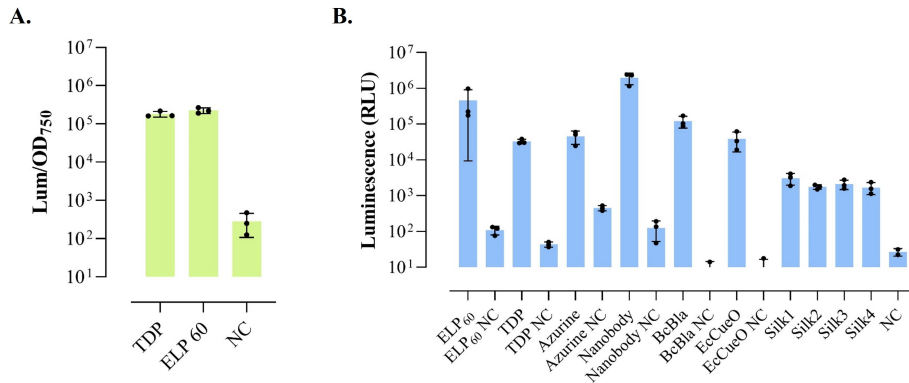 A.
B.
Lum/OD750
10^7
10^6
10^5
10^4
10^3
10^2
10^1
TDP
ELP 60
NC
Luminescence (RLU)
10^7
10^6
10^5
10^4
10^3
10^2
10^1
ELP60
ELP60 NC
TDP
TDP NC
Azurine
Azurine NC
Nanobody
Nanobody NC
BcBla
BcBla NC
EcCueO
EcCueO NC
Silk1
Silk2
Silk3
Silk4
NC